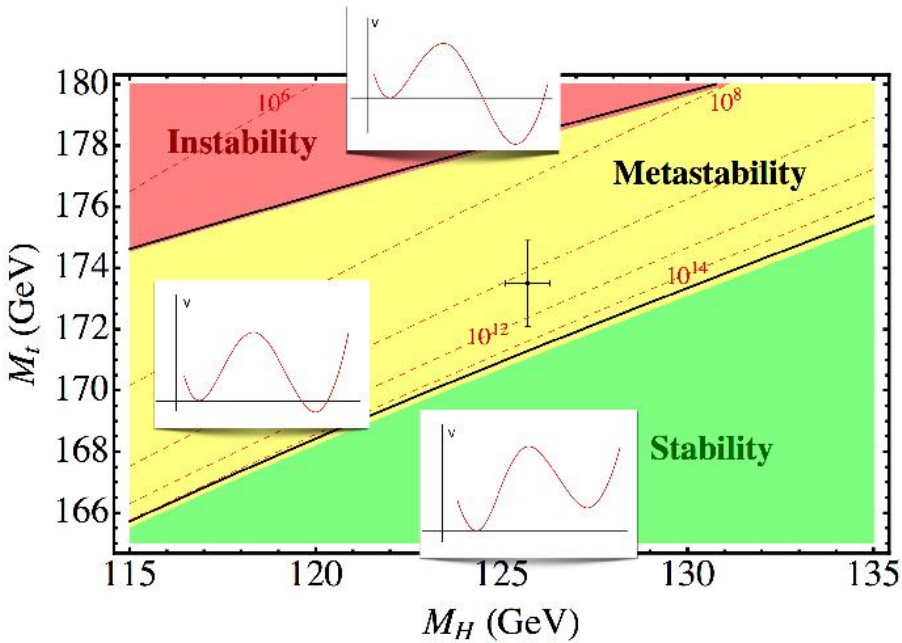 V
180
10^6
10^8
Instability
178
Metastability
176
174
10^14
V
172
10^12
170
V
168
Stability
166
115
120
125
130
135
M_t (GeV)
M_H (GeV)